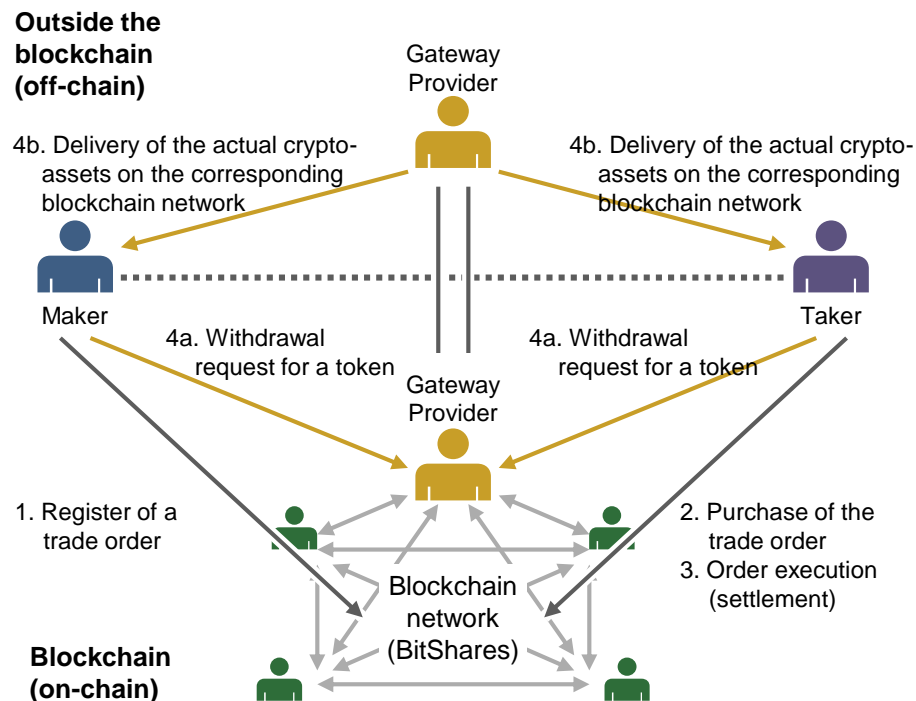 Outside the
blockchain
(off-chain)
Gateway
Provider
4b. Delivery of the actual crypto-
assets on the corresponding
blockchain network
4b. Delivery of the actual crypto-
assets on the corresponding
blockchain network
Maker
Taker
4a. Withdrawal
request for a token
4a. Withdrawal
request for a token
Gateway
Provider
1. Register of a
trade order
2. Purchase of the
trade order
3. Order execution
(settlement)
Blockchain
network
(BitShares)
Blockchain
(on-chain)